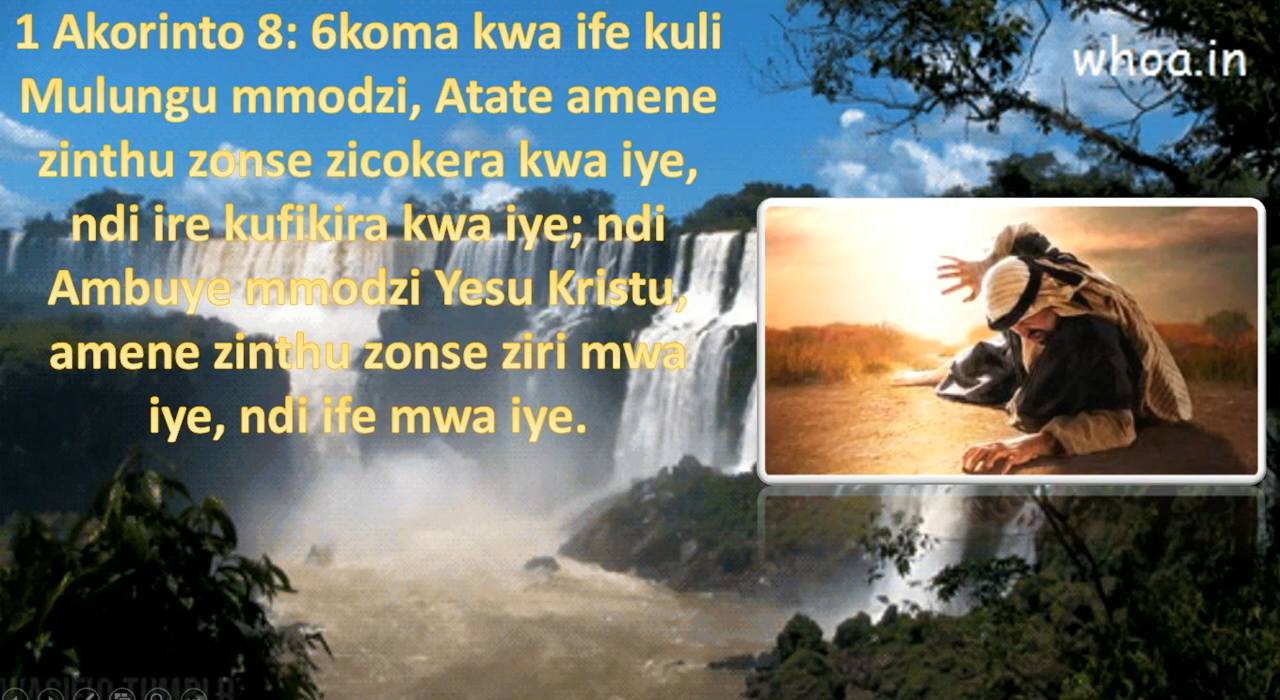 1 Akorinto 8: 6koma kwa ife kuli
Mulungu mmodzi, Atate amene
zinthu zonse zicokera kwa iye,
ndi ire kufikira kwa iye; ndi
Ambuye mmodzi Yesu Kristu,
amene zinthu zonse ziri mwa
iye, ndi ife mwa iye.
whoa.in